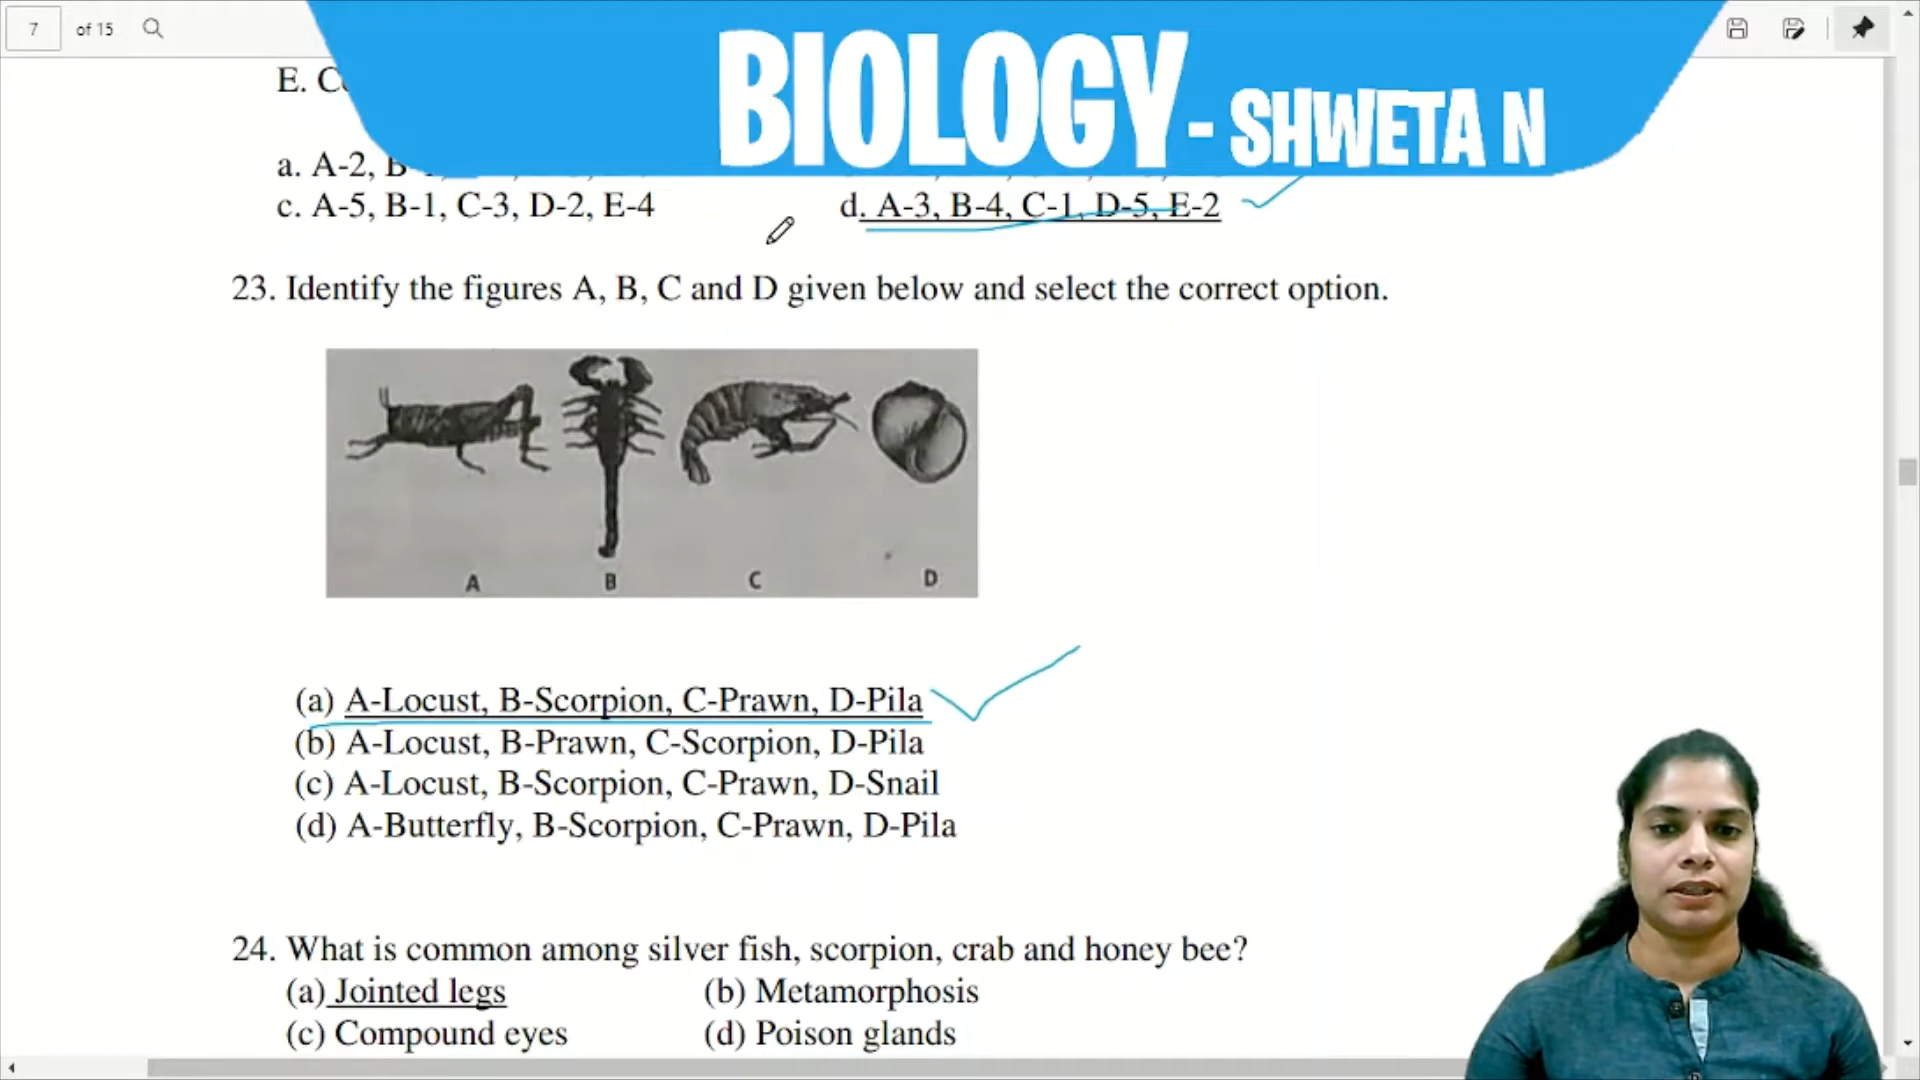 7 of 15
BIOLOGY - SHWETA N
E. C
a. A-2, B-
c. A-5, B-1, C-3, D-2, E-4
d. A-3, B-4, C-1, D-5, E-2
23. Identify the figures A, B, C and D given below and select the correct option.
A B C D
(a) A-Locust, B-Scorpion, C-Prawn, D-Pila
(b) A-Locust, B-Prawn, C-Scorpion, D-Pila
(c) A-Locust, B-Scorpion, C-Prawn, D-Snail
(d) A-Butterfly, B-Scorpion, C-Prawn, D-Pila
24. What is common among silver fish, scorpion, crab and honey bee?
(a) Jointed legs (b) Metamorphosis
(c) Compound eyes (d) Poison glands